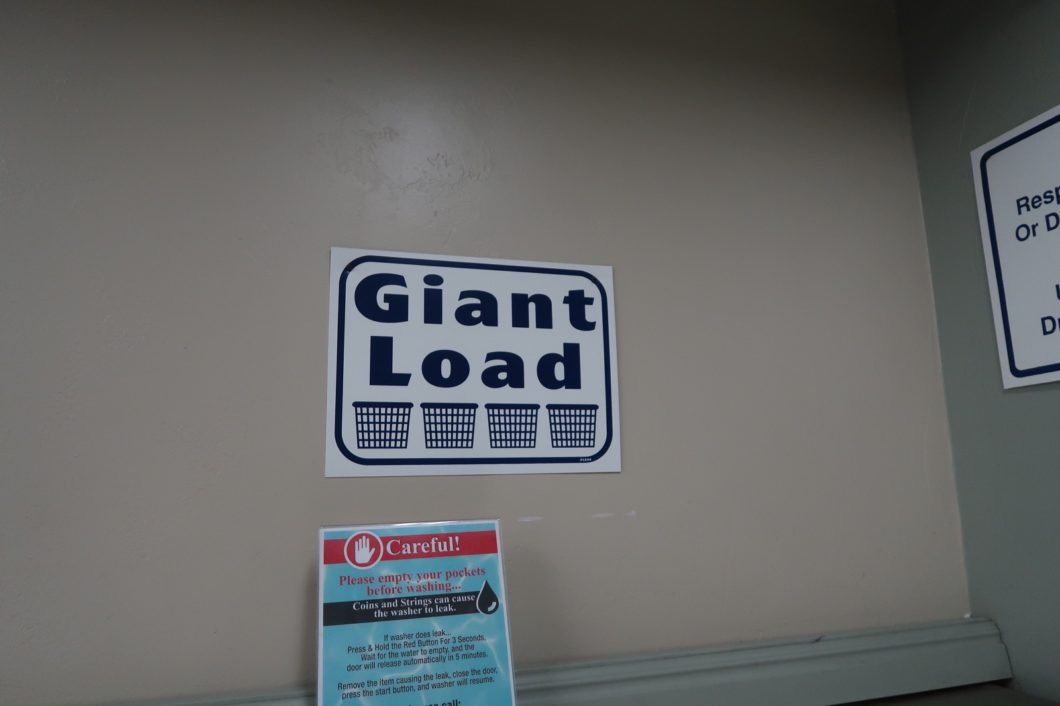 Giant
Load
Careful!
Please empty your pockets
before washing...
Coins and Strings can cause
the washer to leak.
If washer does leak...
Press & Hold the Red Button For 3 Seconds.
Wait for the water to empty, and the
door will release automatically in 5 minutes.
Remove the item causing the leak, close the door,
press the start button, and washer will resume.
call:
Or